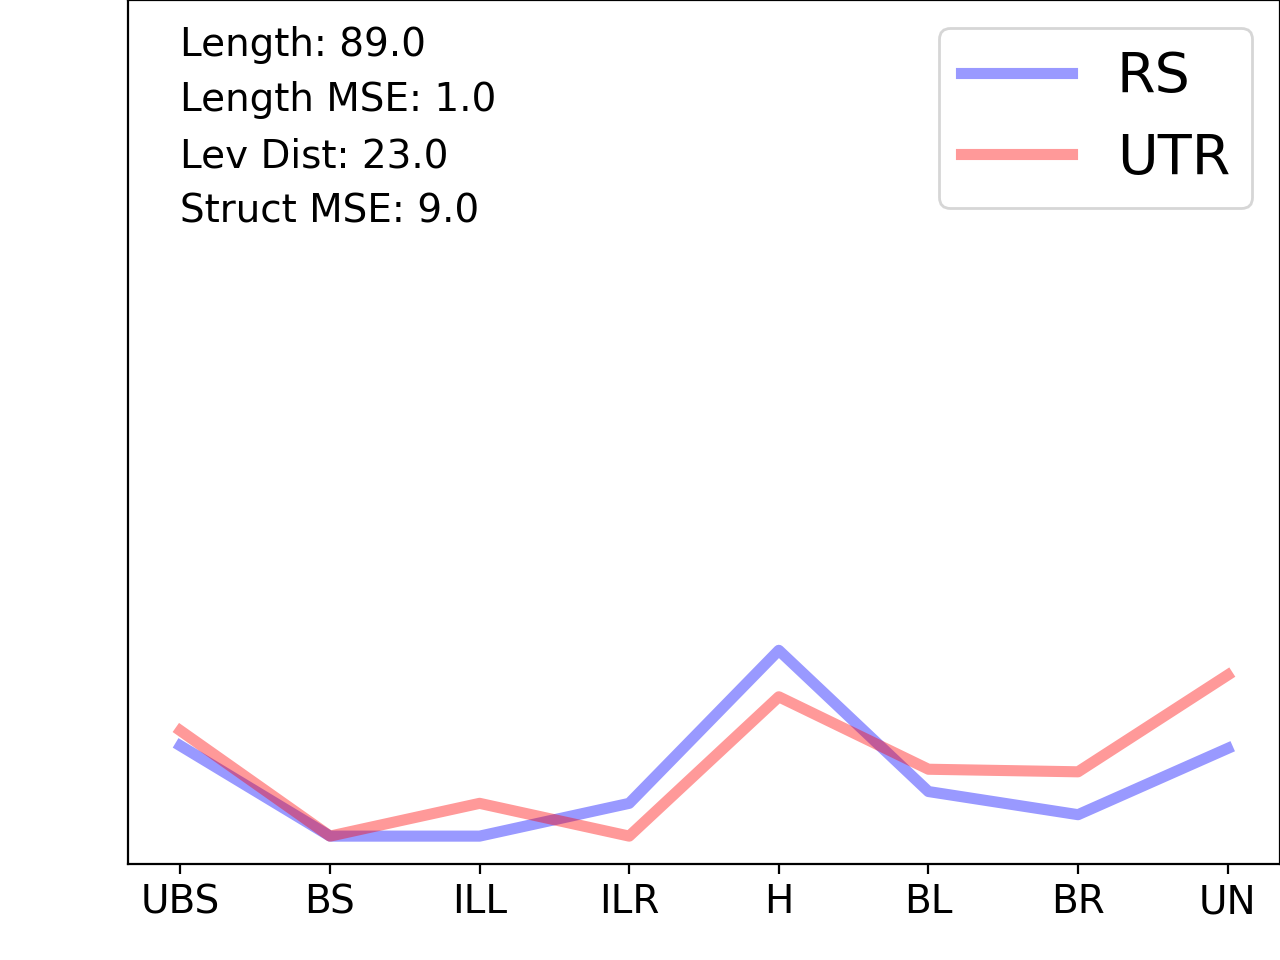 Length: 89.0
Length MSE: 1.0
Lev Dist: 23.0
Struct MSE: 9.0
RS
UTR
UBS BS ILL ILR H BL BR UN